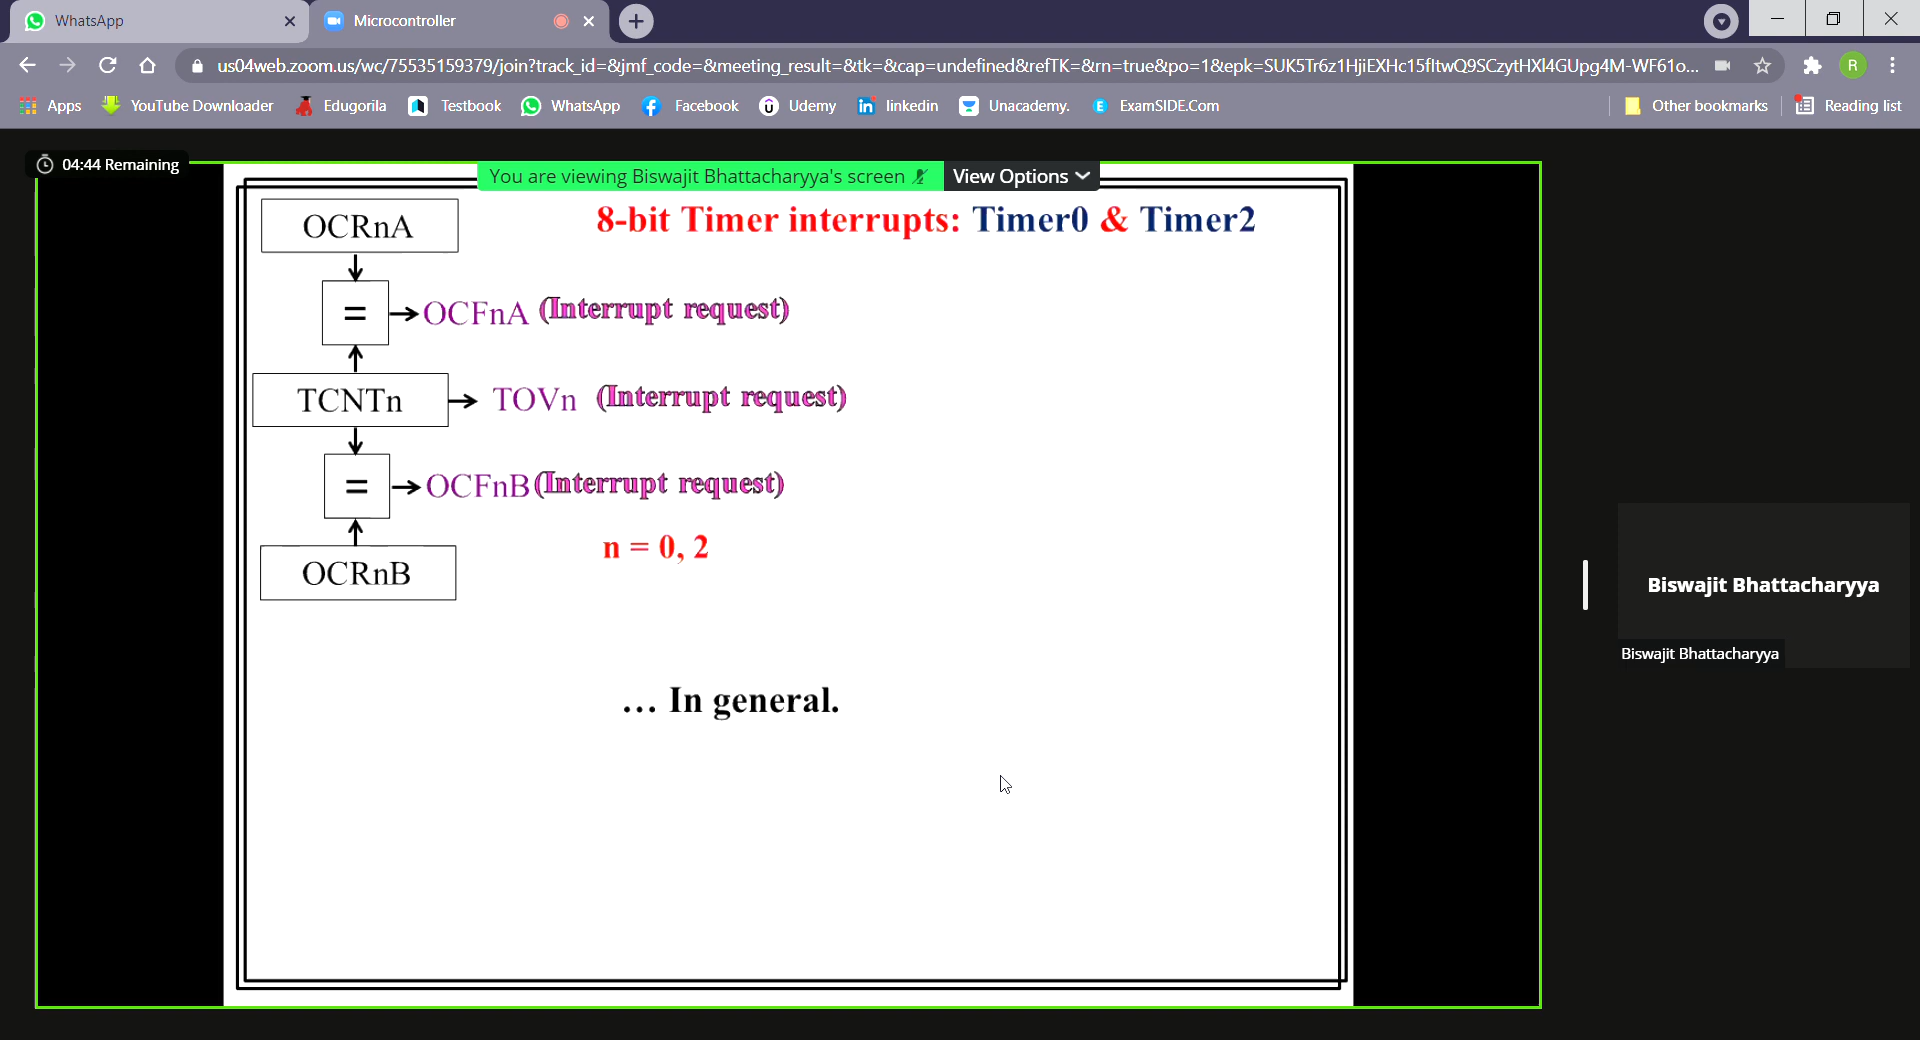 WhatsApp
Microcontroller
us04web.zoom.us/wc/75535159379/join?track_id=&jmf_code=&meeting_result=&tk=&cap=undefined&refTK=&rn=true&po=1&epk=SUK5Tr6z1HjiEXHc15fItwQ9SCzytHXl4GUpg4M-WF61o...
R
Apps YouTube Downloader Edugorila Testbook WhatsApp Facebook Udemy linkedin Unacademy. ExamSIDE.Com Other bookmarks Reading list
04:44 Remaining
You are viewing Biswajit Bhattacharyya's screen View Options
OCRnA
8-bit Timer interrupts: Timer0 & Timer2
= OCFnA (Interrupt request)
TCNTn TOVn (Interrupt request)
= OCFnB (Interrupt request)
n = 0, 2
OCRnB
... In general.
Biswajit Bhattacharyya
Biswajit Bhattacharyya